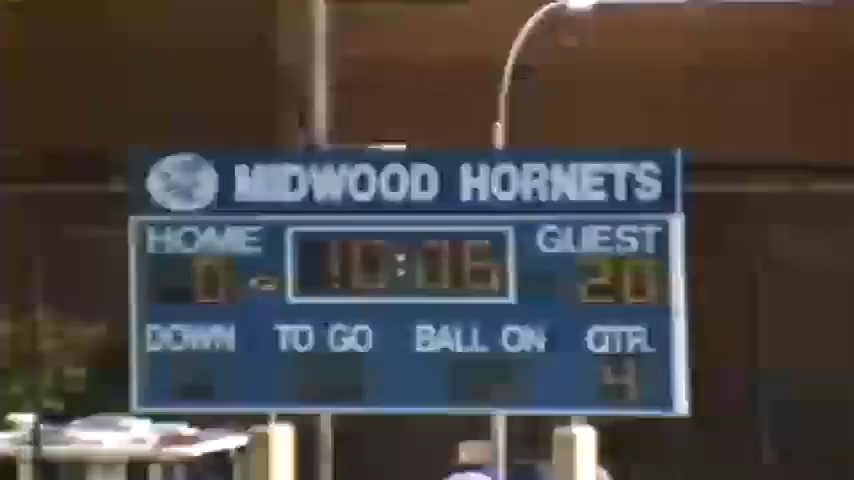 MIDWOOD HORNETS
HOME 10:06 GUEST
0 20
DOWN TO GO BALL ON QTR.
4